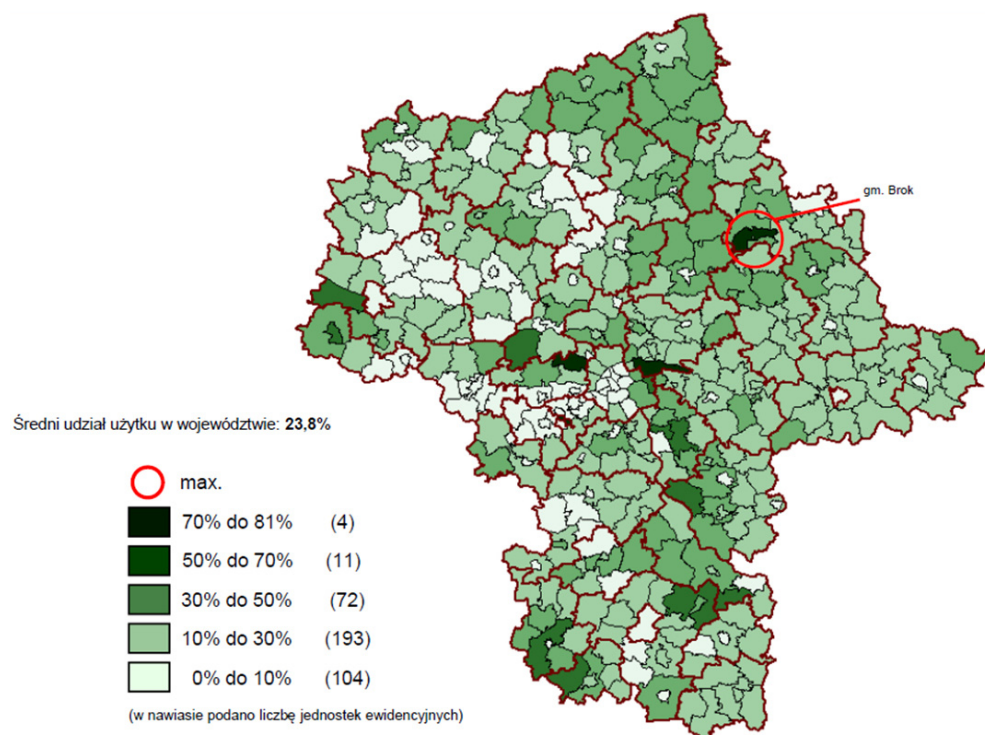 gm. Brok
Średni udział użytku w województwie: 23,8%
max.
70% do 81% (4)
50% do 70% (11)
30% do 50% (72)
10% do 30% (193)
0% do 10% (104)
(w nawiasie podano liczbę jednostek ewidencyjnych)